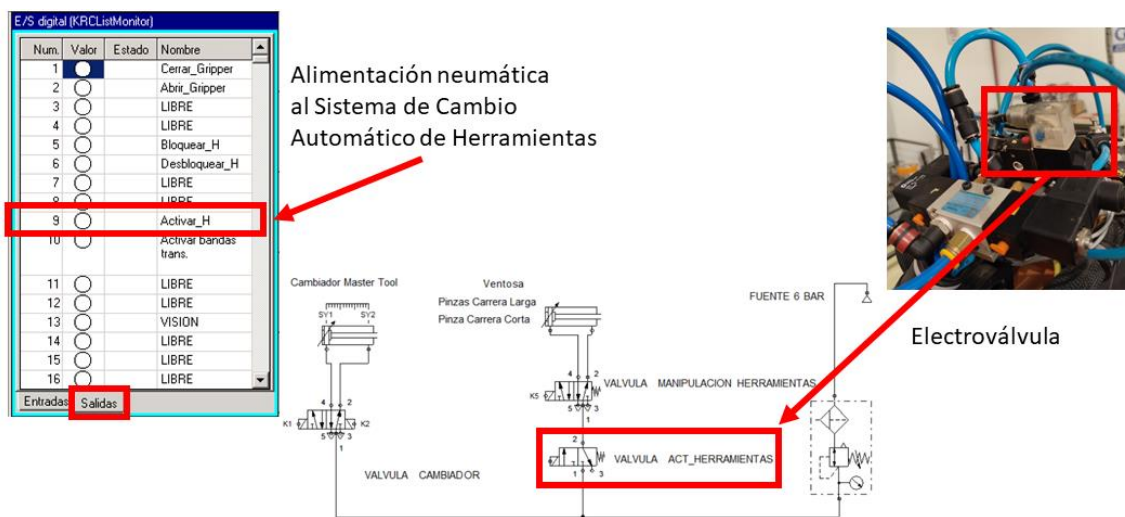 E/S digital (KRCListMonitor)
Num. Valor Estado Nombre
1 Cerrar_Gripper
2 Abrir_Gripper
3 LIBRE
4 LIBRE
5 Bloquear_H
6 Desbloquear_H
7 LIBRE
8 LIBRE
9 Activar_H
10 Activar bandas
trans.
11 LIBRE
12 LIBRE
13 VISION
14 LIBRE
15 LIBRE
16 LIBRE
Entradas Salidas
Alimentación neumática
al Sistema de Cambio
Automático de Herramientas
Electroválvula
Cambiador Master Tool
SY1 SY2
4 2
K1 K2
5 3
1
VALVULA CAMBIADOR
Ventosa
Pinzas Carrera Larga
Pinza Carrera Corta
4 2
K5 VALVULA MANIPULACION HERRAMIENTAS
5 3
1
2
VALVULA ACT_HERRAMIENTAS
1 3
FUENTE 6 BAR